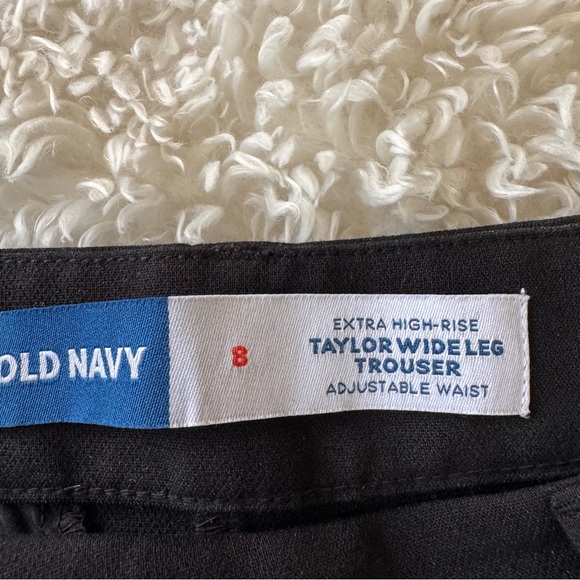 OLD NAVY
8
EXTRA HIGH-RISE
TAYLOR WIDE LEG
TROUSER
ADJUSTABLE WAIST